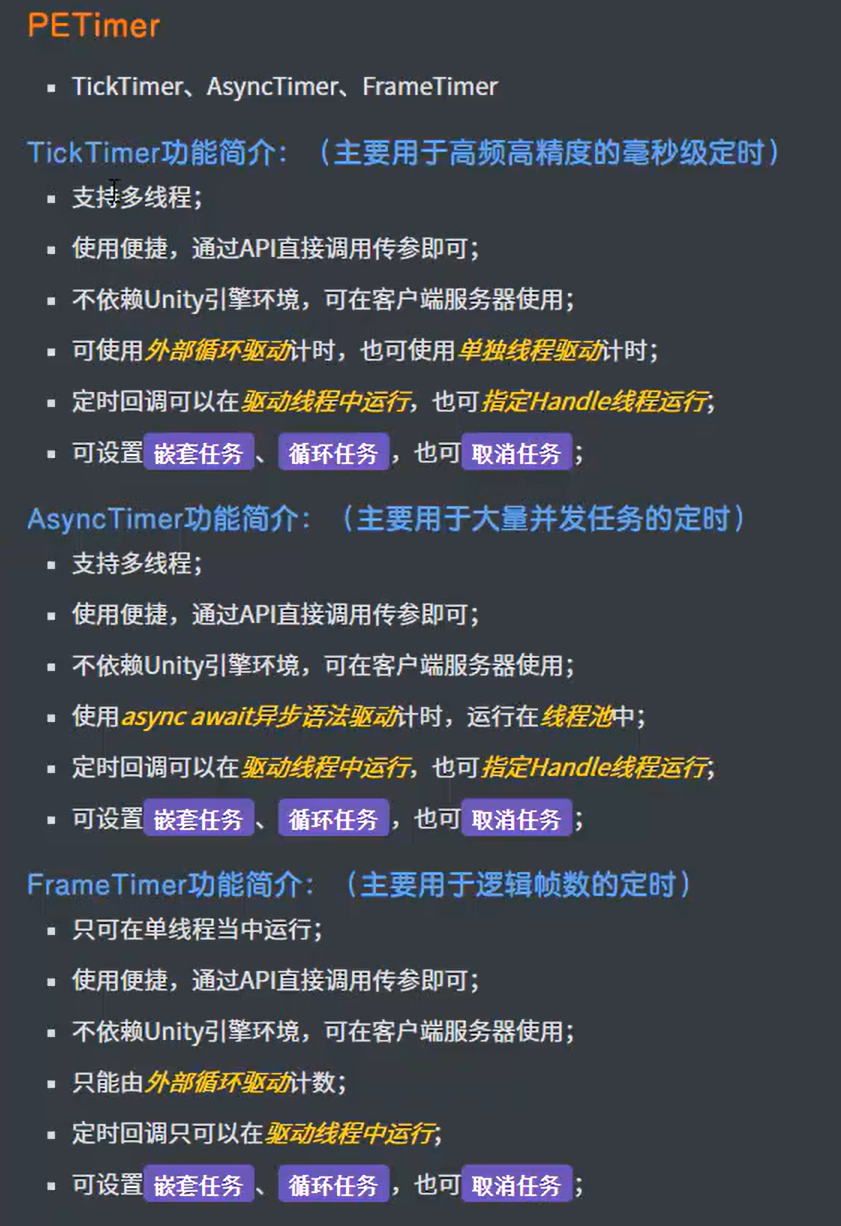 PETimer
TickTimer、AsyncTimer、FrameTimer
TickTimer功能简介：（主要用于高频高精度的毫秒级定时）
支持多线程；
使用便捷，通过API直接调用传参即可；
不依赖Unity引擎环境，可在客户端服务器使用；
可使用外部循环驱动计时，也可使用单独线程驱动计时；
定时回调可以在驱动线程中运行，也可指定Handle线程运行；
可设置嵌套任务、循环任务，也可取消任务；
AsyncTimer功能简介：（主要用于大量并发任务的定时）
支持多线程；
使用便捷，通过API直接调用传参即可；
不依赖Unity引擎环境，可在客户端服务器使用；
使用async await异步语法驱动计时，运行在线程池中；
定时回调可以在驱动线程中运行，也可指定Handle线程运行；
可设置嵌套任务、循环任务，也可取消任务；
FrameTimer功能简介：（主要用于逻辑帧数的定时）
只可在单线程当中运行；
使用便捷，通过API直接调用传参即可；
不依赖Unity引擎环境，可在客户端服务器使用；
只能由外部循环驱动计数；
定时回调只可以在驱动线程中运行；
可设置嵌套任务、循环任务，也可取消任务；